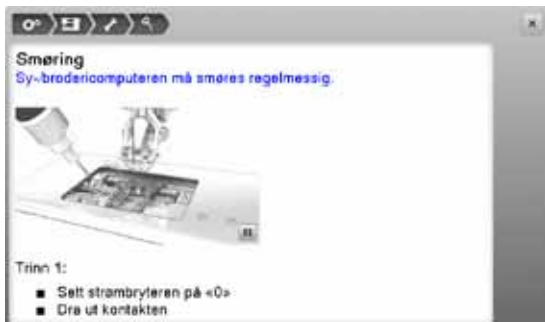 Smøring
Sy-/brodericomputeren må smøres regelmessig.
Trinn 1:
■ Sett strømbryteren på «0»
■ Dra ut kontakten